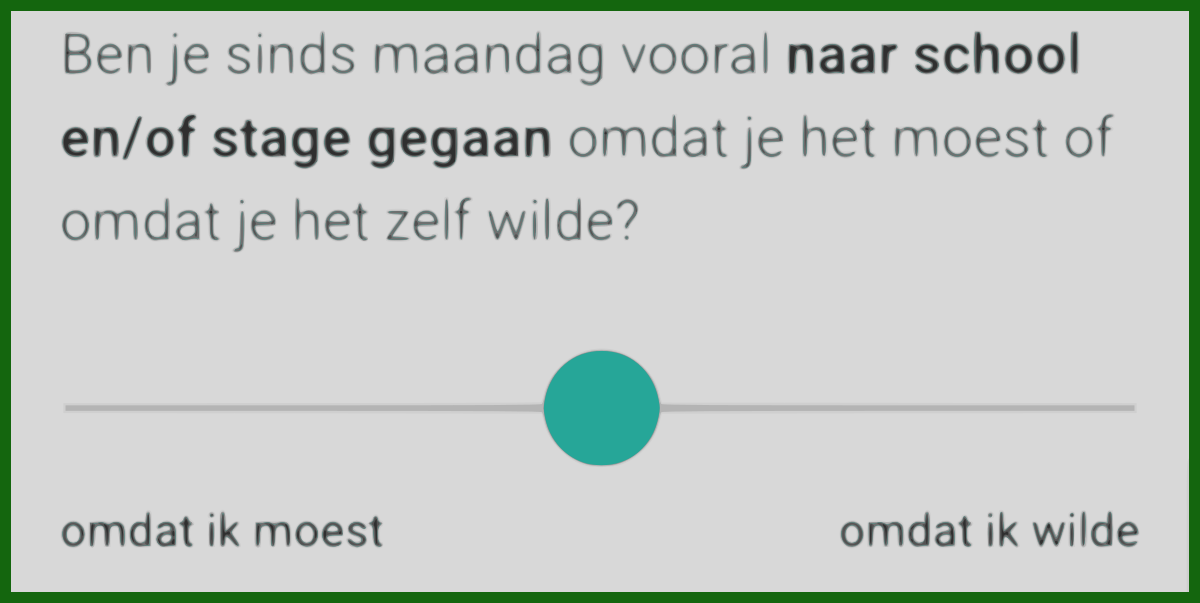 Ben je sinds maandag vooral naar school
en/of stage gegaan omdat je het moest of
omdat je het zelf wilde?
omdat ik moest
omdat ik wilde